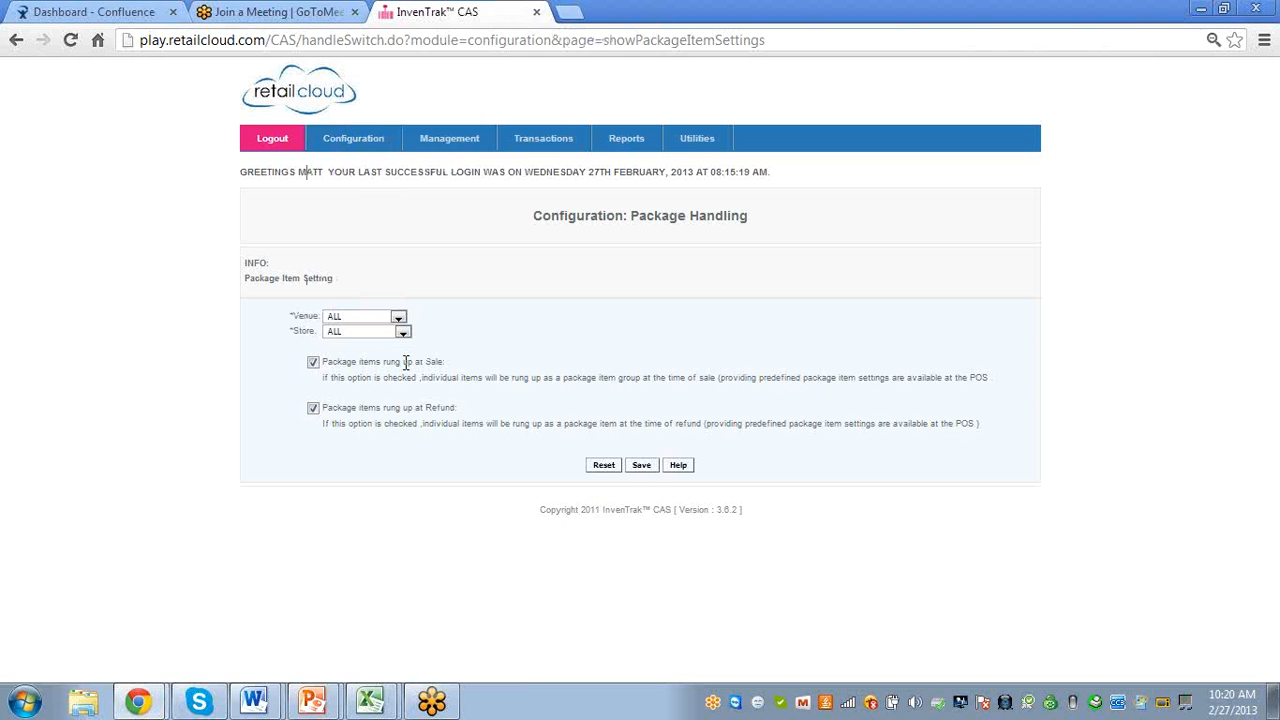 Dashboard - Confluence
Join a Meeting | GoToMee
InvenTrak™ CAS
play.retailcloud.com/CAS/handleSwitch.do?module=configuration&page=showPackageItemSettings
retailcloud
Logout
Configuration
Management
Transactions
Reports
Utilities
GREETINGS MATT YOUR LAST SUCCESSFUL LOGIN WAS ON WEDNESDAY 27TH FEBRUARY, 2013 AT 08:15:19 AM.
Configuration: Package Handling
INFO:
Package Item Setting
*Venue: ALL
*Store. ALL
Package items rung up at Sale:
if this option is checked ,individual items will be rung up as a package item group at the time of sale (providing predefined package item settings are available at the POS
Package items rung up at Refund:
If this option is checked ,individual items will be rung up as a package item at the time of refund (providing predefined package item settings are available at the POS )
Reset
Save
Help
Copyright 2011 InvenTrak™ CAS [ Version : 3.6.2 ]
10:20 AM
2/27/2013